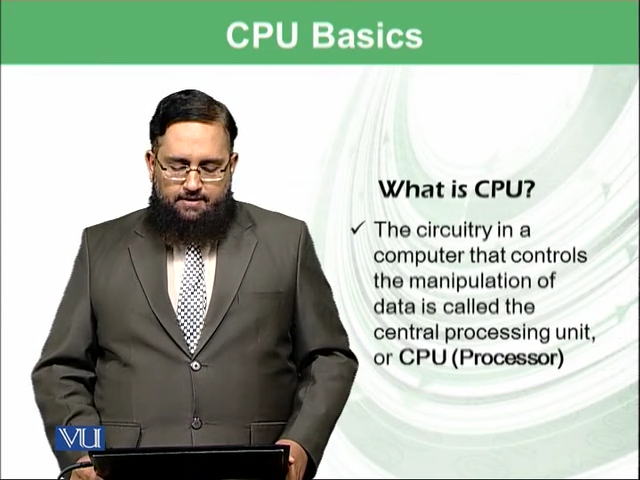 CPU Basics
What is CPU?
✓ The circuitry in a
computer that controls
the manipulation of
data is called the
central processing unit,
or CPU (Processor)
VU